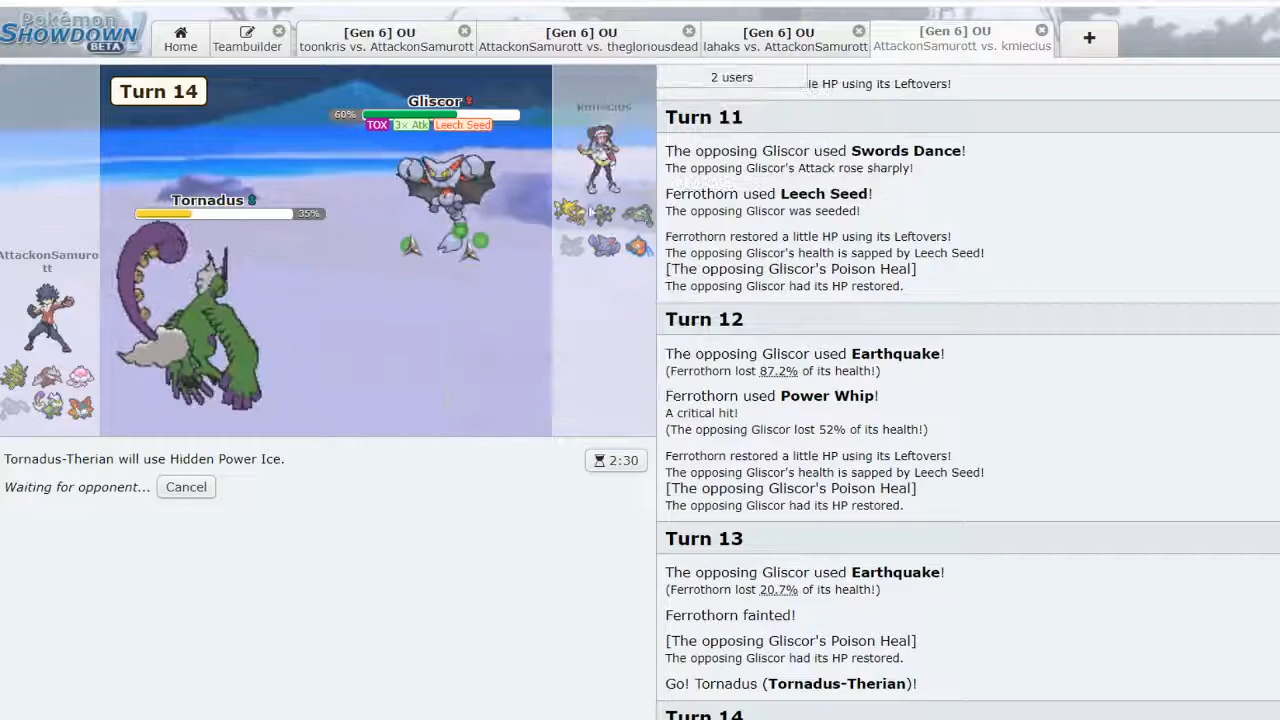 Pokémon
Showdown
BETA
Home
Teambuilder
[Gen 6] OU
toonkris vs. AttackonSamurott
[Gen 6] OU
AttackonSamurott vs. thegloriousdead
[Gen 6] OU
lahaks vs. AttackonSamurott
[Gen 6] OU
AttackonSamurott vs. kmiecius
+
2 users
le HP using its Leftovers!
Turn 14
Gliscor
60%
TOX 3× Atk Leech Seed
Tornadus
35%
AttackonSamuro
tt
kmiecius
Tornadus-Therian will use Hidden Power Ice.
2:30
Waiting for opponent... Cancel
Turn 11
The opposing Gliscor used Swords Dance!
The opposing Gliscor's Attack rose sharply!
Ferrothorn used Leech Seed!
The opposing Gliscor was seeded!
Ferrothorn restored a little HP using its Leftovers!
The opposing Gliscor's health is sapped by Leech Seed!
[The opposing Gliscor's Poison Heal]
The opposing Gliscor had its HP restored.
Turn 12
The opposing Gliscor used Earthquake!
(Ferrothorn lost 87.2% of its health!)
Ferrothorn used Power Whip!
A critical hit!
(The opposing Gliscor lost 52% of its health!)
Ferrothorn restored a little HP using its Leftovers!
The opposing Gliscor's health is sapped by Leech Seed!
[The opposing Gliscor's Poison Heal]
The opposing Gliscor had its HP restored.
Turn 13
The opposing Gliscor used Earthquake!
(Ferrothorn lost 20.7% of its health!)
Ferrothorn fainted!
[The opposing Gliscor's Poison Heal]
The opposing Gliscor had its HP restored.
Go! Tornadus (Tornadus-Therian)!
Turn 14